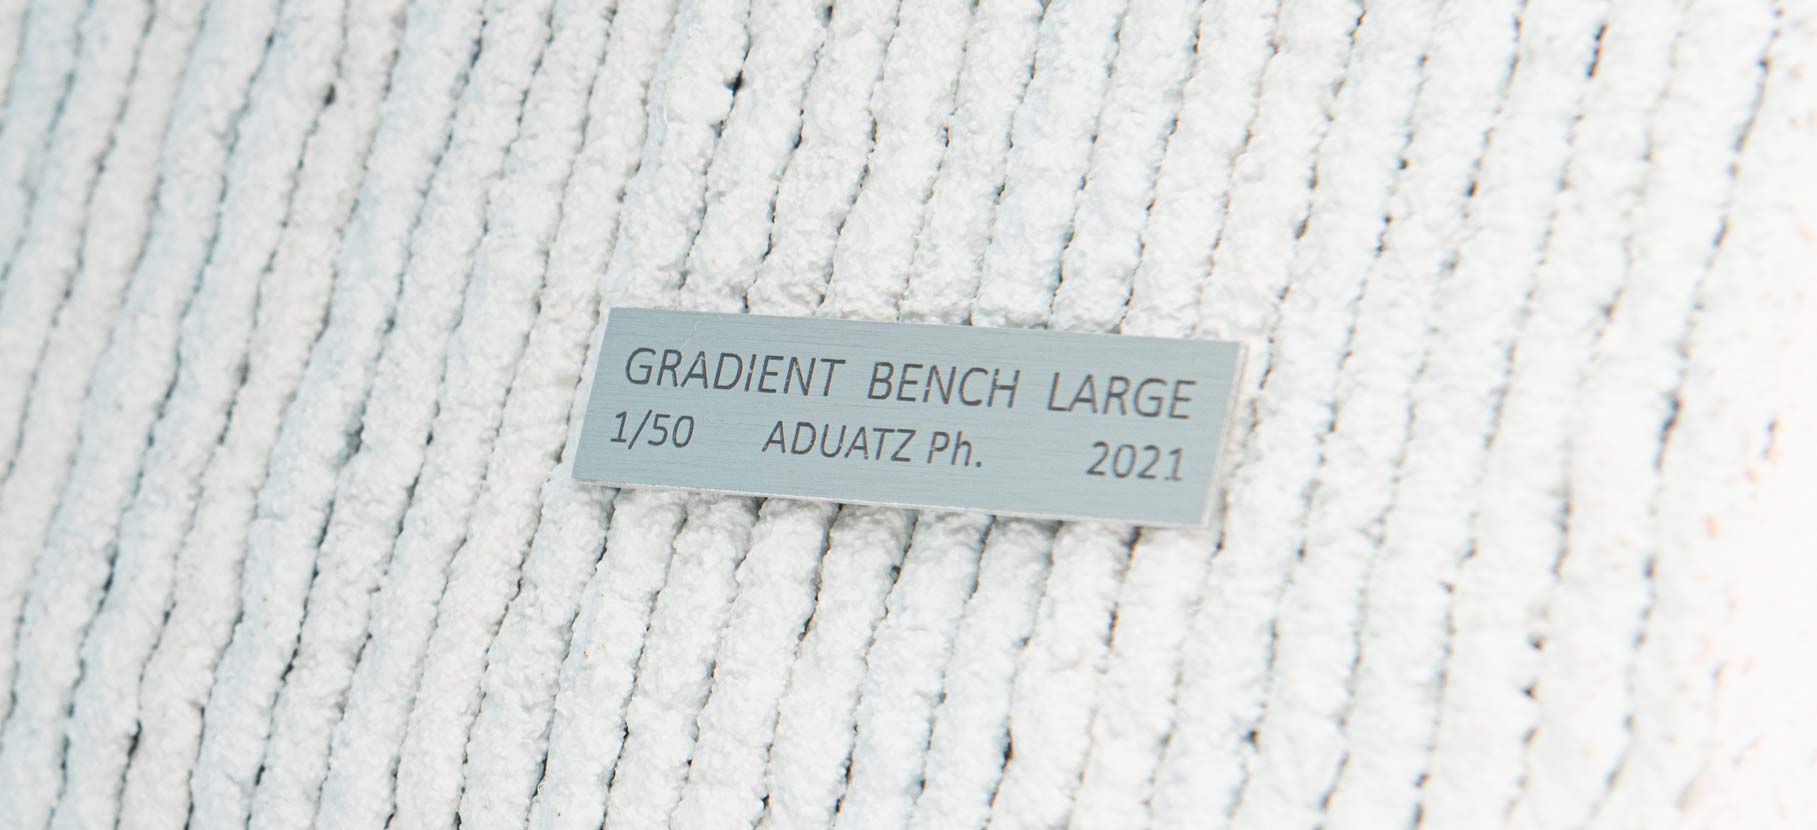 GRADIENT BENCH LARGE
1/50 ADUATZ Ph. 2021